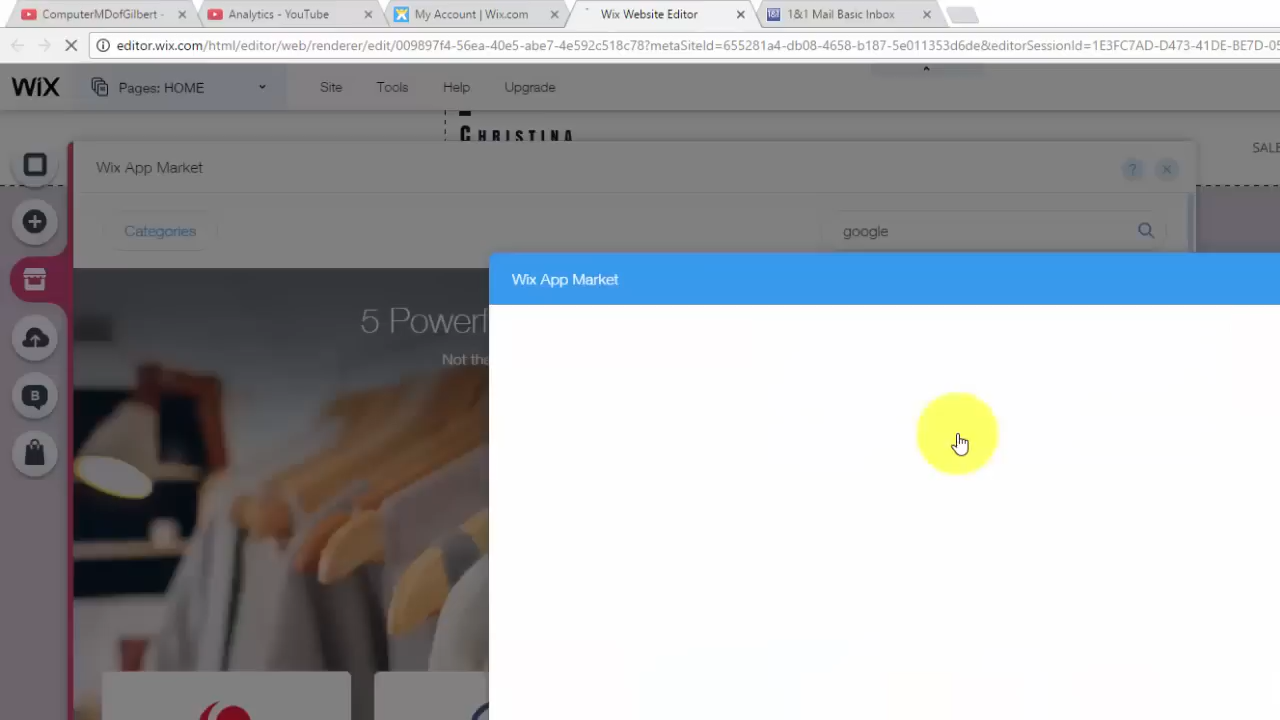 ComputerMDofGilbert -
Analytics - YouTube
My Account | Wix.com
Wix Website Editor
1&1 Mail Basic Inbox
editor.wix.com/html/editor/web/renderer/edit/009897f4-56ea-40e5-abe7-4e592c518c78?metaSiteId=655281a4-db08-4658-b187-5e011353d6de&editorSessionId=1E3FC7AD-D473-41DE-BE7D-05
WiX
Pages: HOME
Site
Tools
Help
Upgrade
CHRISTINA
SALE
Wix App Market
?
Categories
google
Wix App Market
5 Powerf
Not the
B